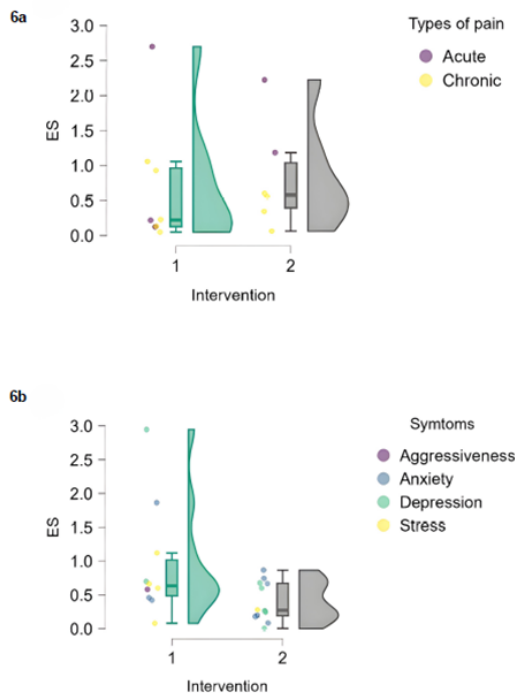 6a
Types of pain
Acute
Chronic
3.0
2.5
2.0
1.5
1.0
0.5
0.0
ES
1 2
Intervention
6b
Symtoms
Aggressiveness
Anxiety
Depression
Stress
3.0
2.5
2.0
1.5
1.0
0.5
0.0
ES
1 2
Intervention